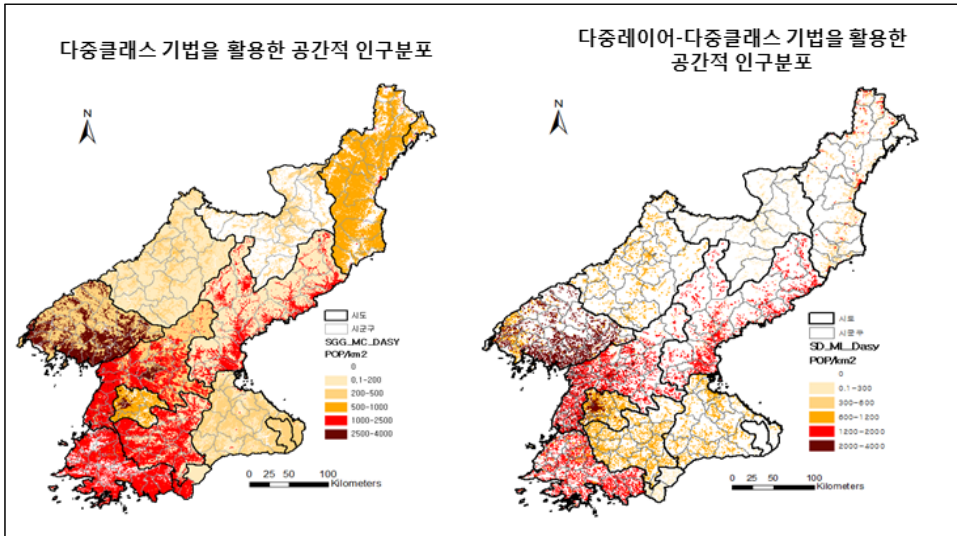 다중클래스 기법을 활용한 공간적 인구분포
N
시도
시군구
SGG_MC_DASY
POP/km2
0
0.1-200
200-500
500-1000
1000-2500
2500-4000
0 25 50 100
Kilometers
다중레이어-다중클래스 기법을 활용한
공간적 인구분포
N
시도
시군구
SD_ML_Dasy
POP/km2
0
0.1-300
300-600
600-1200
1200-2000
2000-4000
0 25 50 100
Kilometers